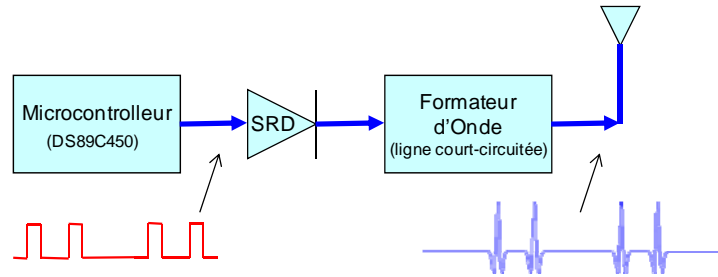 Microcontrolleur
(DS89C450)
SRD
Formateur
d'Onde
(ligne court-circuitée)